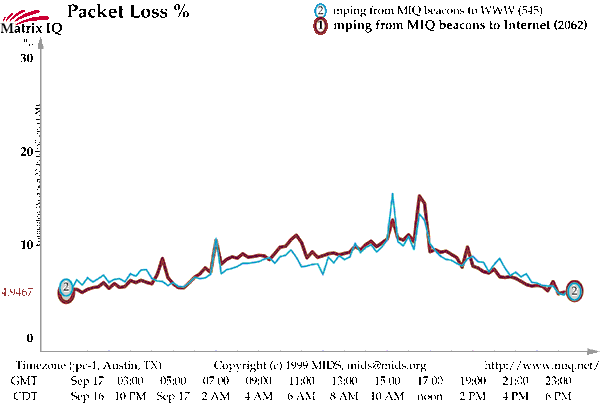 Packet Loss %
Matrix IQ
2 mping from MIQ beacons to WWW (545)
1 mping from MIQ beacons to Internet (2062)
%
30
20
10
4.9467
0
2
2
Timezone (pc-1, Austin, TX) Copyright (c) 1999 MIDS, mids@mids.org http://www.miq.net/
GMT Sep 17 03:00 05:00 07:00 09:00 11:00 13:00 15:00 17:00 19:00 21:00 23:00
CDT Sep 16 10 PM Sep 17 2 AM 4 AM 6 AM 8 AM 10 AM noon 2 PM 4 PM 6 PM